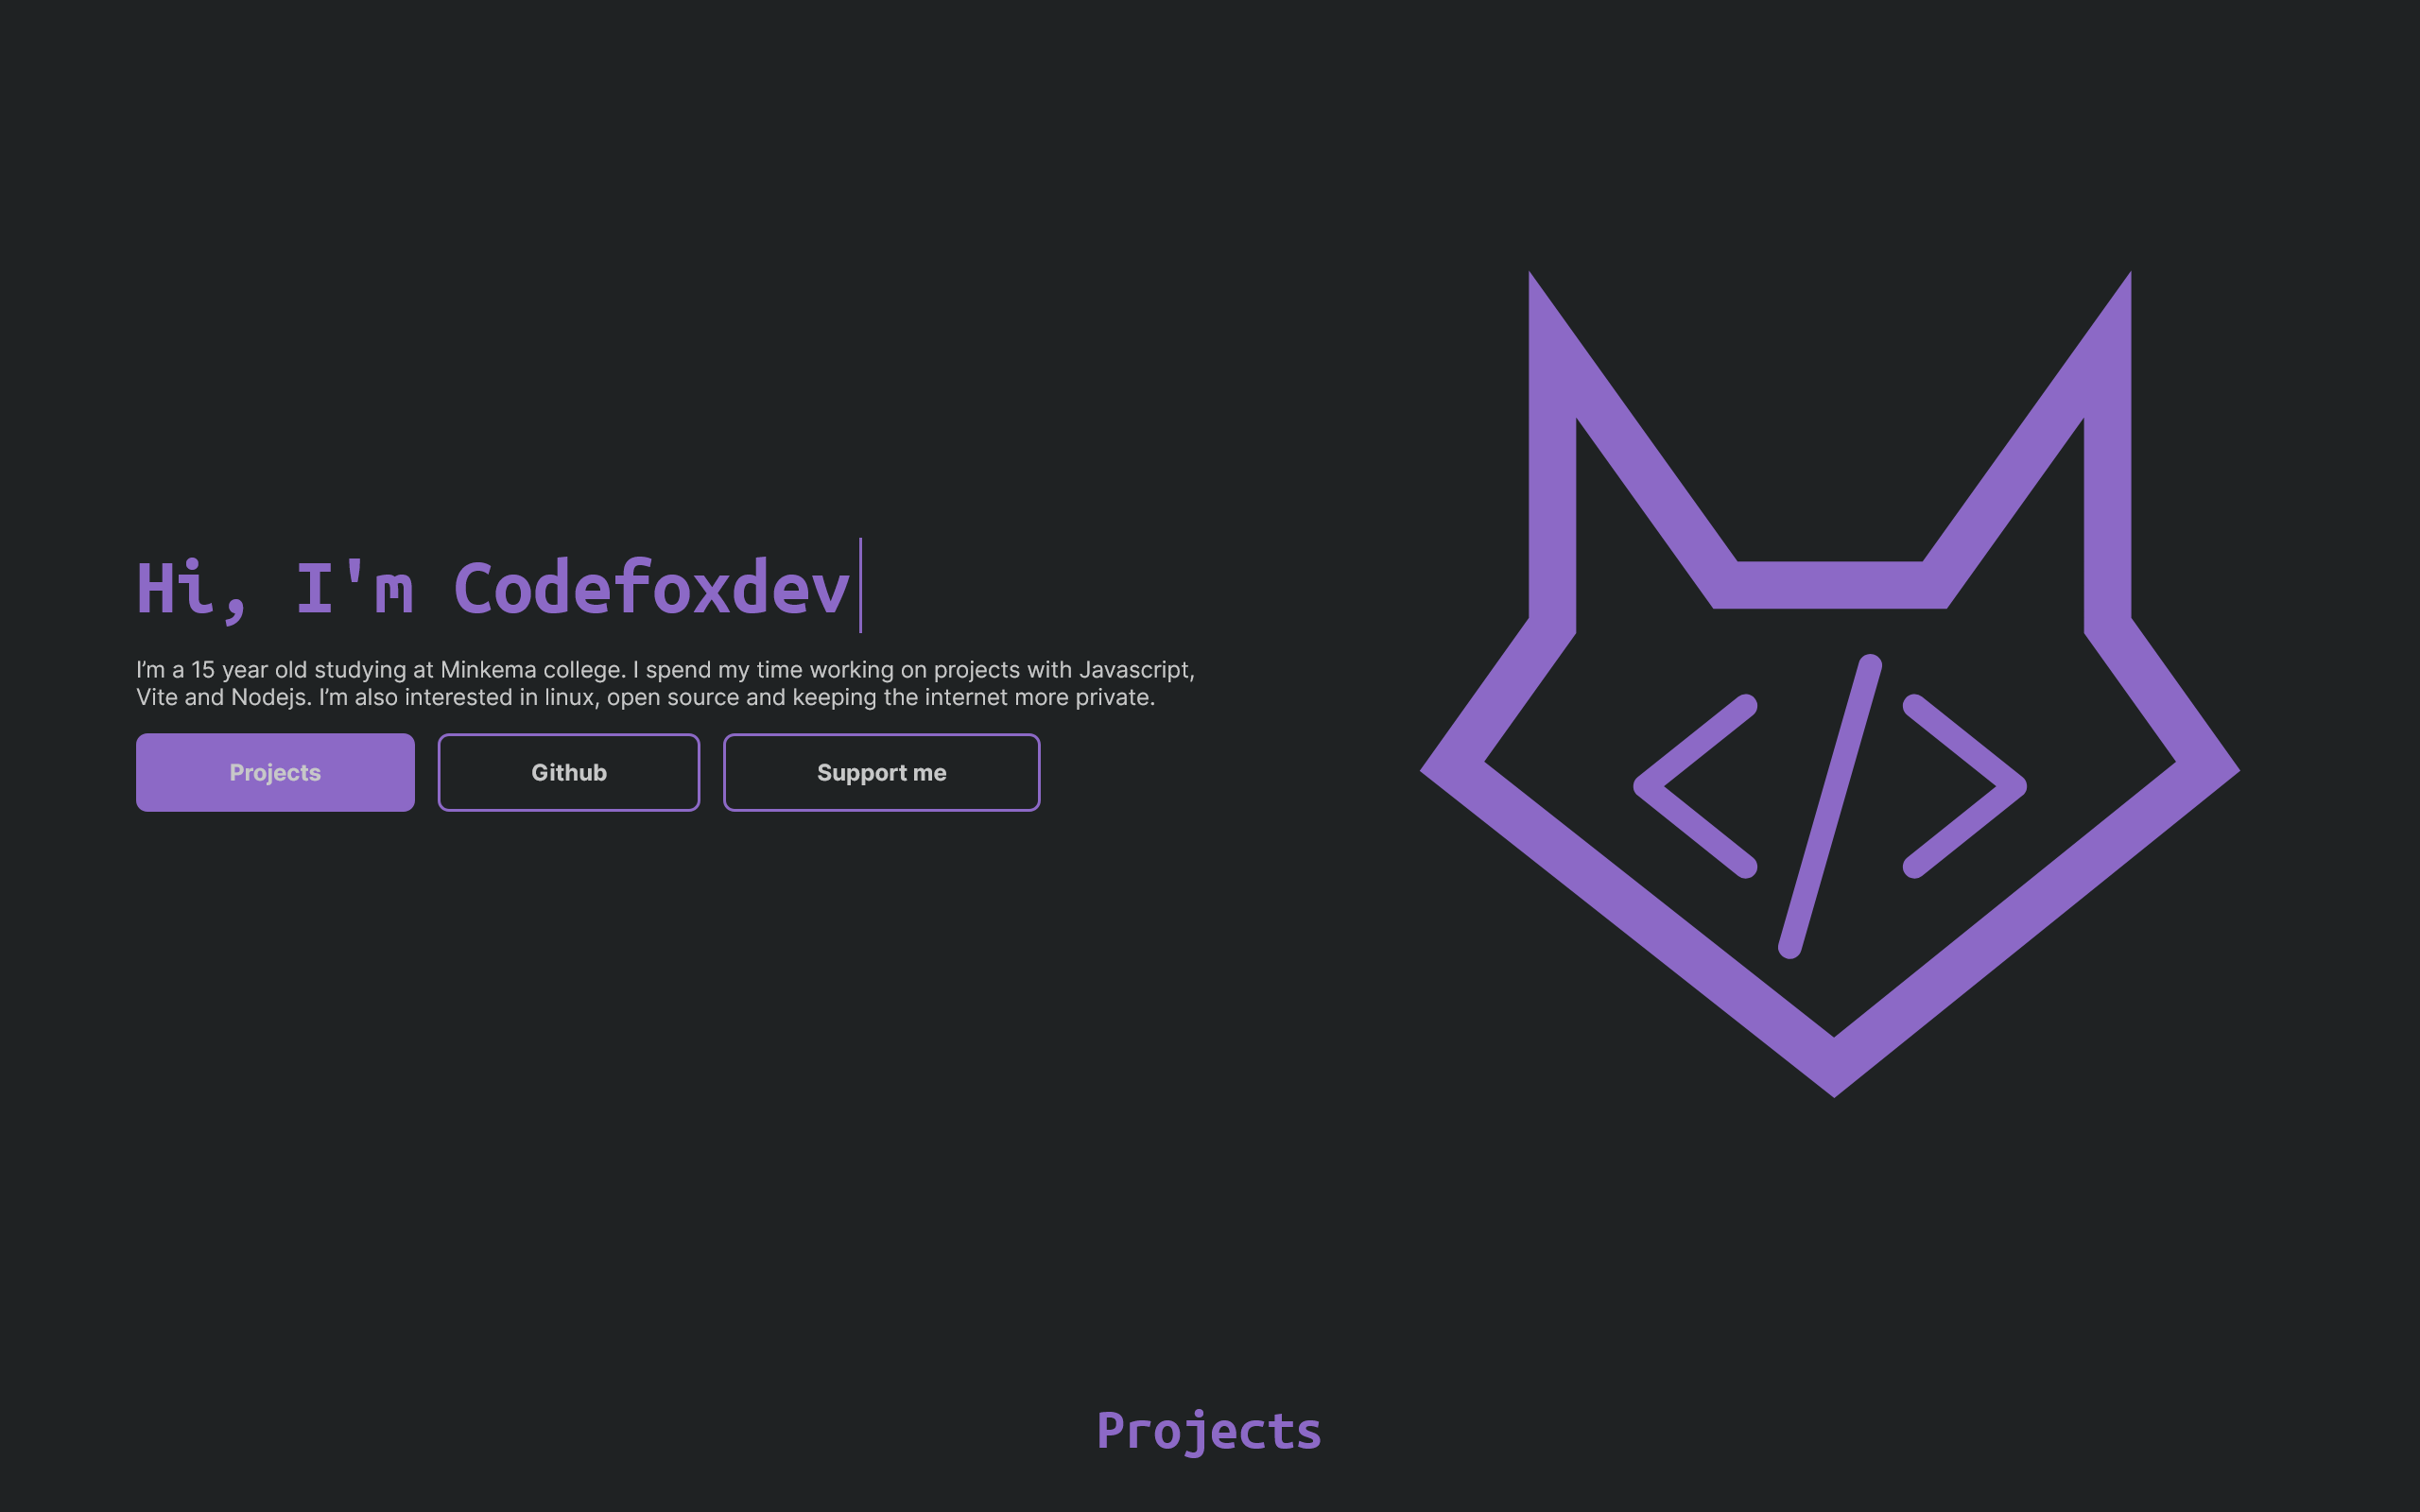 Hi, I'm Codefoxdev
I’m a 15 year old studying at Minkema college. I spend my time working on projects with Javascript,
Vite and Nodejs. I’m also interested in linux, open source and keeping the internet more private.
Projects
Github
Support me
</>
Projects